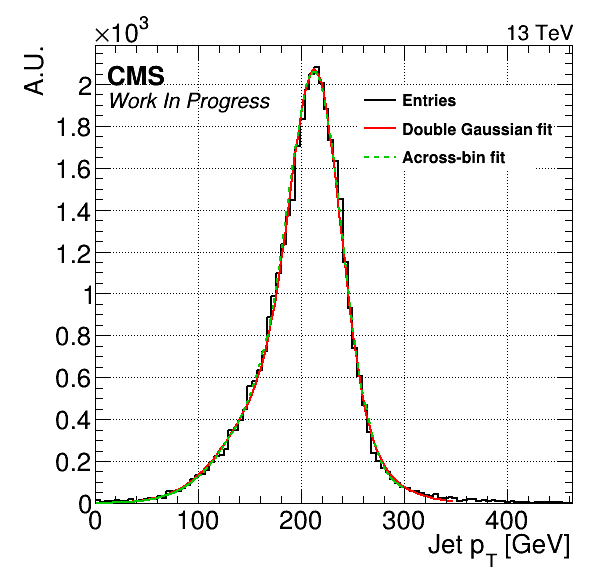 ×10³
13 TeV
A.U.
CMS
Work In Progress
Entries
Double Gaussian fit
Across-bin fit
2
1.8
1.6
1.4
1.2
1
0.8
0.6
0.4
0.2
0
0 100 200 300 400
Jet p_T [GeV]